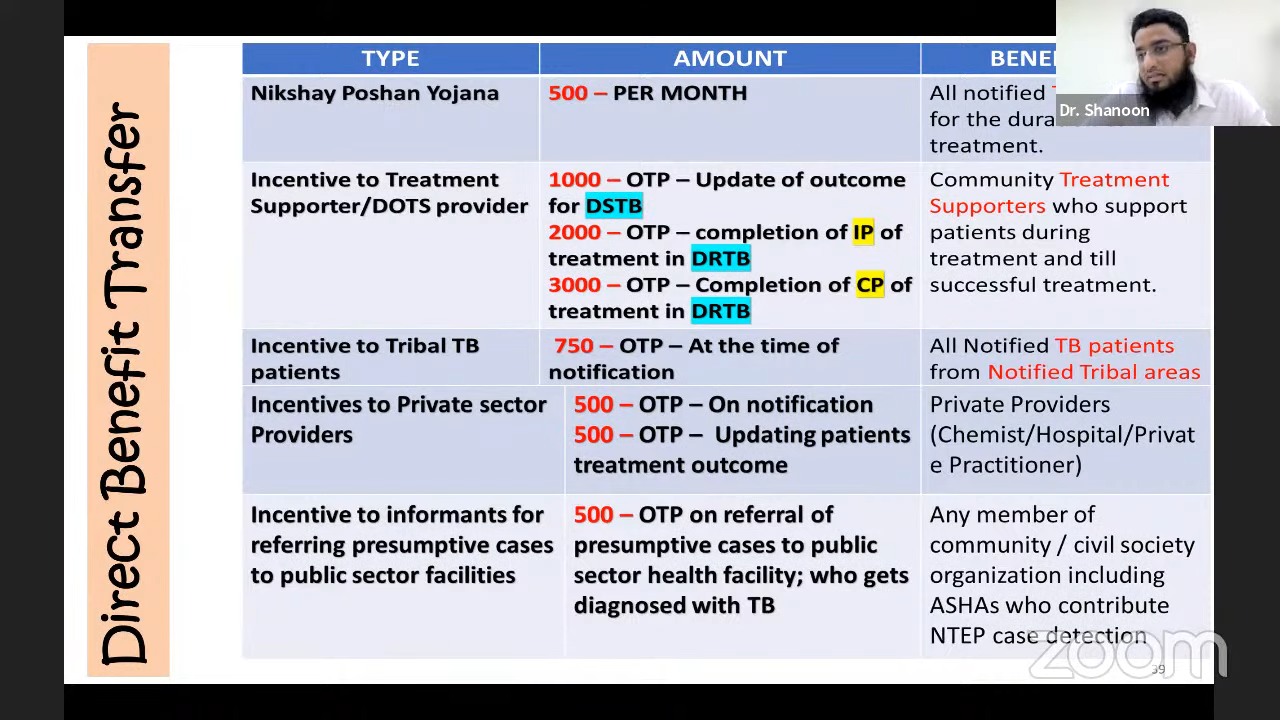 Direct Benefit Transfer
TYPE
AMOUNT
Nikshay Poshan Yojana
500 – PER MONTH
All notified
for the
treatment.
Incentive to Treatment
Supporter/DOTS provider
1000 – OTP – Update of outcome
for DSTB
2000 – OTP – completion of IP of
treatment in DRTB
3000 – OTP – Completion of CP of
treatment in DRTB
Community Treatment
Supporters who support
patients during
treatment and till
successful treatment.
Incentive to Tribal TB
patients
750 – OTP – At the time of
notification
All Notified TB patients
from Notified Tribal areas
Incentives to Private sector
Providers
500 – OTP – On notification
500 – OTP – Updating patients
treatment outcome
Private Providers
(Chemist/Hospital/Privat
e Practitioner)
Incentive to informants for
referring presumptive cases
to public sector facilities
500 – OTP on referral of
presumptive cases to public
sector health facility; who gets
diagnosed with TB
Any member of
community / civil society
organization including
ASHAs who contribute
NTEP case detection
39
zoom
Dr. Shanoon